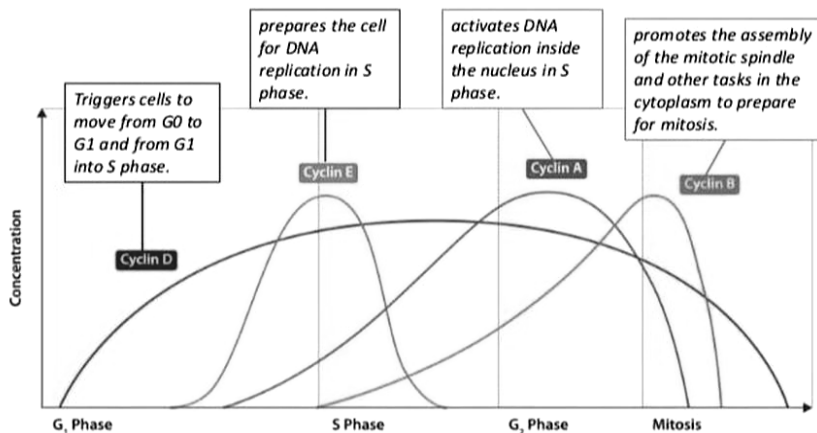 prepares the cell
for DNA
replication in S
phase.
activates DNA
replication inside
the nucleus in S
phase.
promotes the assembly
of the mitotic spindle
and other tasks in the
cytoplasm to prepare
for mitosis.
Triggers cells to
move from G0 to
G1 and from G1
into S phase.
Cyclin E
Cyclin A
Cyclin B
Cyclin D
Concentration
G₁ Phase
S Phase
G₂ Phase
Mitosis